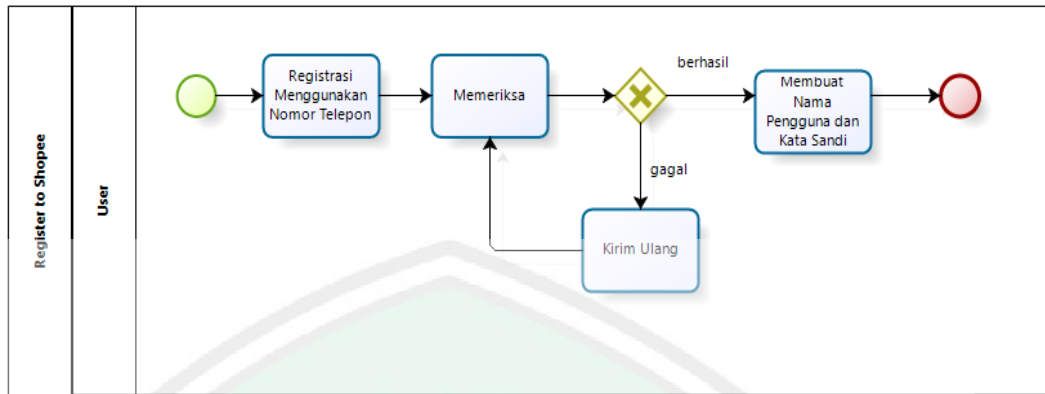 Register to Shopee
User
Registrasi
Menggunakan
Nomor Telepon
Memeriksa
berhasil
Membuat
Nama
Pengguna dan
Kata Sandi
gagal
Kirim Ulang